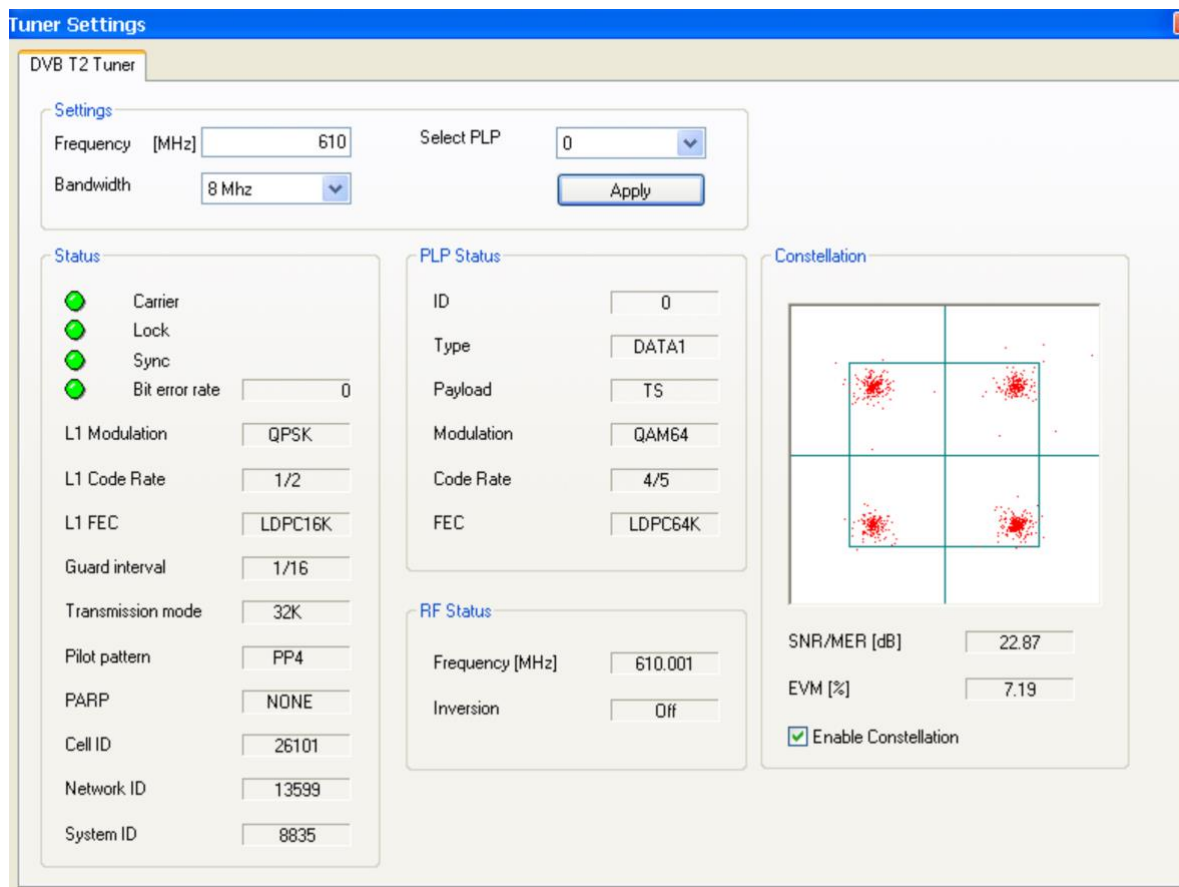 Tuner Settings
DVB T2 Tuner
Settings
Frequency [MHz] 610
Select PLP 0
Bandwidth 8 Mhz
Apply
Status
Carrier
Lock
Sync
Bit error rate 0
L1 Modulation QPSK
L1 Code Rate 1/2
L1 FEC LDPC16K
Guard interval 1/16
Transmission mode 32K
Pilot pattern PP4
PARP NONE
Cell ID 26101
Network ID 13599
System ID 8835
PLP Status
ID 0
Type DATA1
Payload TS
Modulation QAM64
Code Rate 4/5
FEC LDPC64K
RF Status
Frequency [MHz] 610.001
Inversion Off
Constellation
SNR/MER [dB] 22.87
EVM [%] 7.19
Enable Constellation